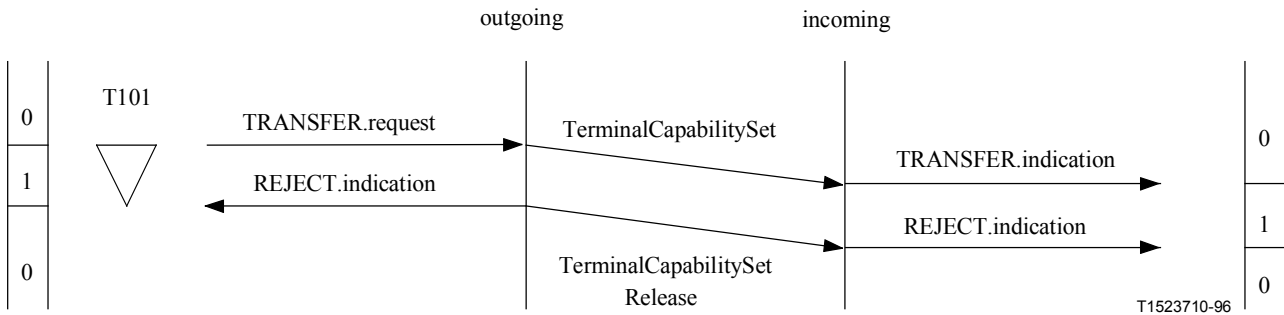 outgoing
incoming
T101
0
TRANSFER.request
TerminalCapabilitySet
0
TRANSFER.indication
1
REJECT.indication
REJECT.indication
1
TerminalCapabilitySet
Release
0
0
T1523710-96